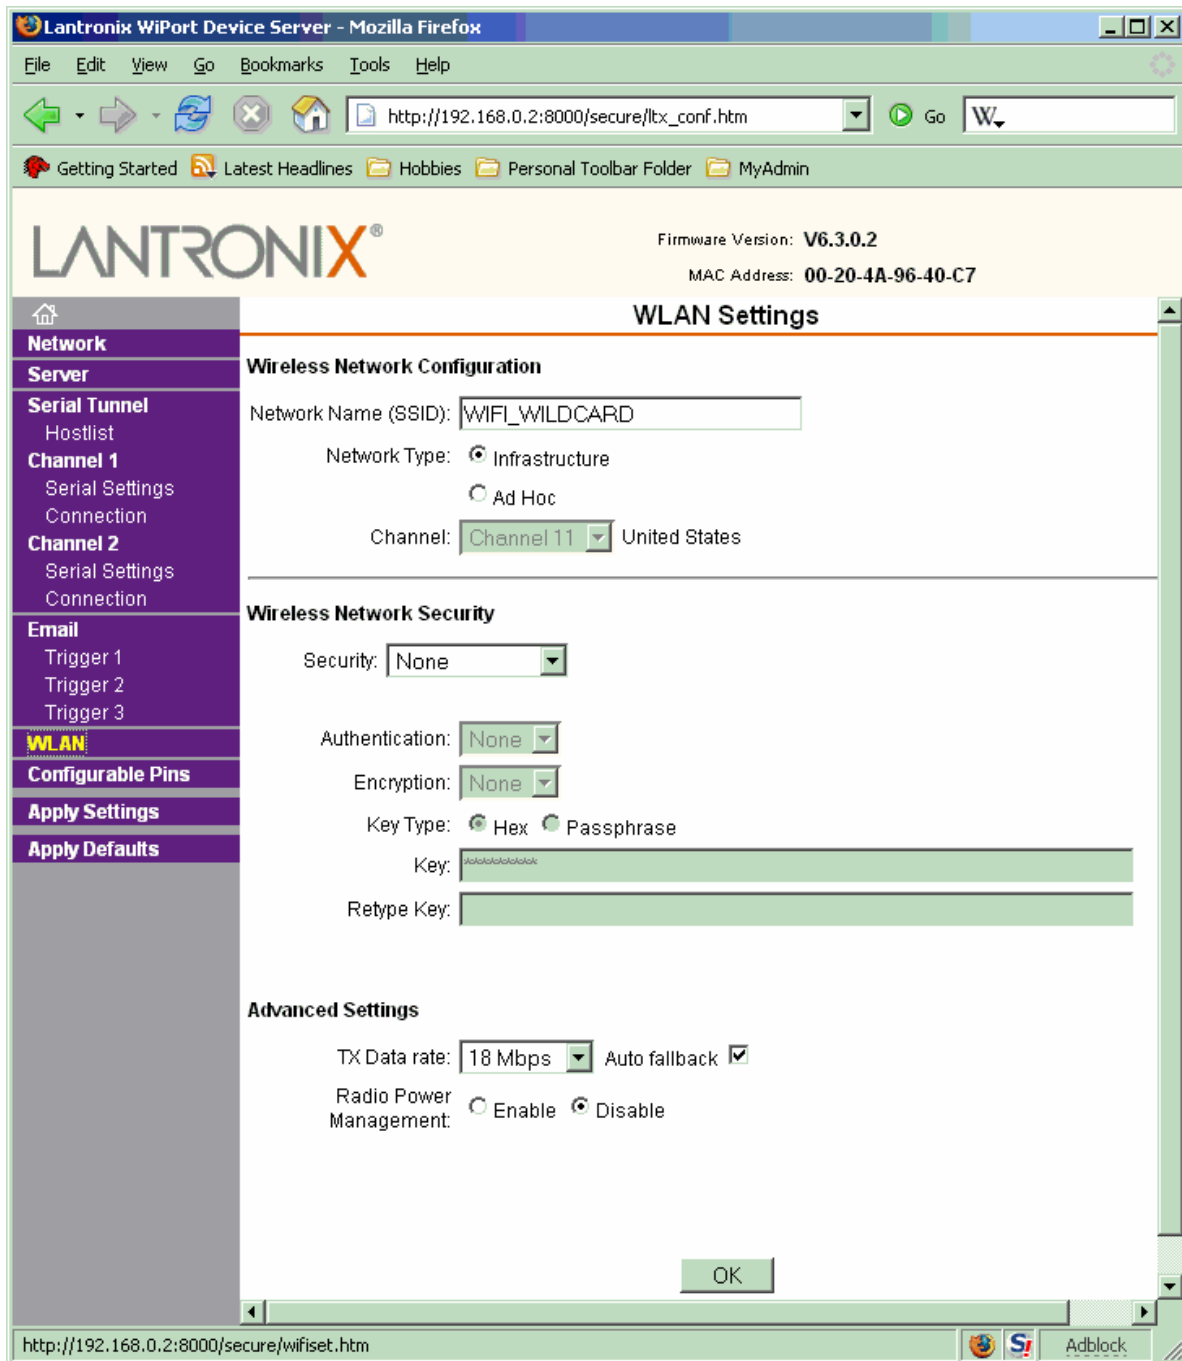 Lantronix WiPort Device Server - Mozilla Firefox
File Edit View Go Bookmarks Tools Help
http://192.168.0.2:8000/secure/ltx_conf.htm Go W.
Getting Started Latest Headlines Hobbies Personal Toolbar Folder MyAdmin
LANTRONIX®
Firmware Version: V6.3.0.2
MAC Address: 00-20-4A-96-40-C7
Network
Server
Serial Tunnel
Hostlist
Channel 1
Serial Settings
Connection
Channel 2
Serial Settings
Connection
Email
Trigger 1
Trigger 2
Trigger 3
WLAN
Configurable Pins
Apply Settings
Apply Defaults
WLAN Settings
Wireless Network Configuration
Network Name (SSID): WIFI_WILDCARD
Network Type: Infrastructure
Ad Hoc
Channel: Channel 11 United States
Wireless Network Security
Security: None
Authentication: None
Encryption: None
Key Type: Hex Passphrase
Key: **********
Retype Key:
Advanced Settings
TX Data rate: 18 Mbps Auto fallback
Radio Power
Management: Enable Disable
OK
http://192.168.0.2:8000/secure/wifiset.htm S! Adblock